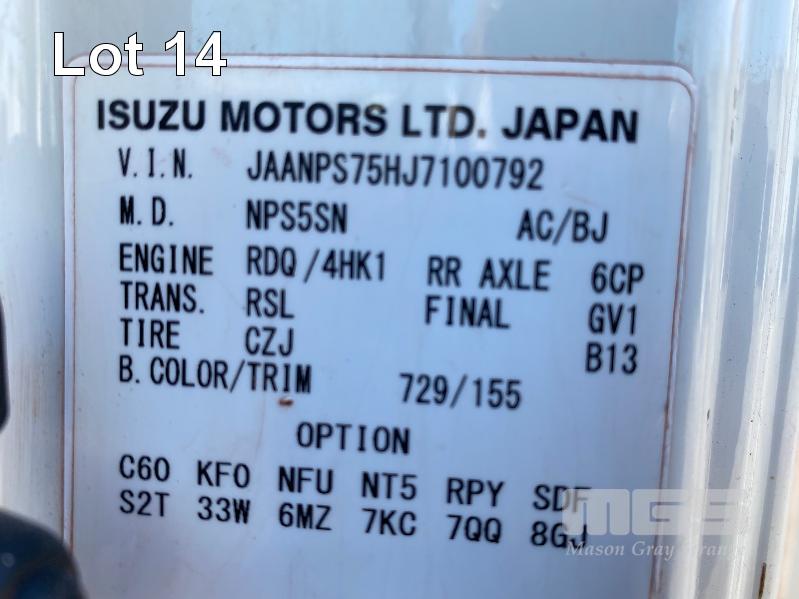 Lot 14
ISUZU MOTORS LTD. JAPAN
V.I.N. JAANPS75HJ7100792
M.D. NPS5SN AC/BJ
ENGINE RDQ/4HK1 RR AXLE 6CP
TRANS. RSL FINAL GV1
TIRE CZJ B13
B.COLOR/TRIM 729/155
OPTION
C60 KFO NFU NT5 RPY SDF
S2T 33W 6MZ 7KC 7QQ 8GJ
MGS
Mason Gray Strange